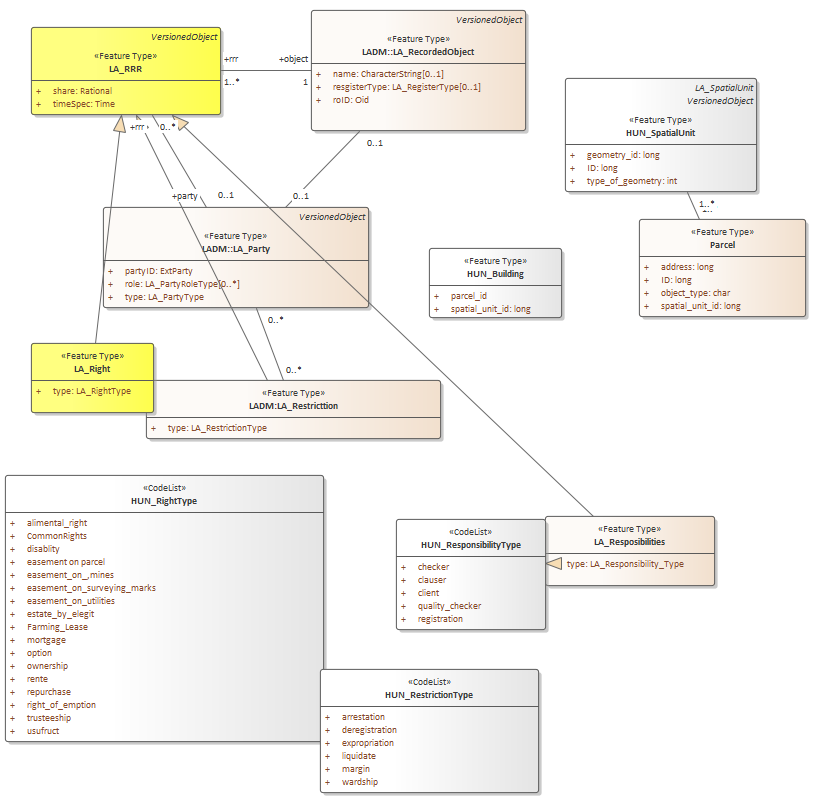 VersionedObject
«Feature Type»
LA_RRR
+ share: Rational
+ timeSpec: Time
+rrr
+object
1..*
1
VersionedObject
«Feature Type»
LADM::LA_RecordedObject
+ name: CharacterString[0..1]
+ resgisterType: LA_RegisterType[0..1]
+ roID: Oid
LA_SpatialUnit
VersionedObject
«Feature Type»
HUN_SpatialUnit
+ geometry_id: long
+ ID: long
+ type_of_geometry: int
+rrr
0..*
0..1
+party
0..1
0..1
1..*
VersionedObject
«Feature Type»
LADM::LA_Party
+ partyID: ExtParty
+ role: LA_PartyRoleType[0..*]
+ type: LA_PartyType
«Feature Type»
Parcel
+ address: long
+ ID: long
+ object_type: char
+ spatial_unit_id: long
«Feature Type»
HUN_Building
+ parcel_id
+ spatial_unit_id: long
0..*
0..*
«Feature Type»
LA_Right
+ type: LA_RightType
«Feature Type»
LADM:LA_Restricttion
+ type: LA_RestrictionType
«CodeList»
HUN_RightType
+ alimental_right
+ CommonRights
+ disablity
+ easement on parcel
+ easement_on_,mines
+ easement_on_surveying_marks
+ easement_on_utilities
+ estate_by_elegit
+ Farming_Lease
+ mortgage
+ option
+ ownership
+ rente
+ repurchase
+ right_of_emption
+ trusteeship
+ usufruct
«CodeList»
HUN_ResponsibilityType
+ checker
+ clauser
+ client
+ quality_checker
+ registration
«Feature Type»
LA_Resposibilities
type: LA_Responsibility_Type
«CodeList»
HUN_RestrictionType
+ arrestation
+ deregistration
+ expropriation
+ liquidate
+ margin
+ wardship